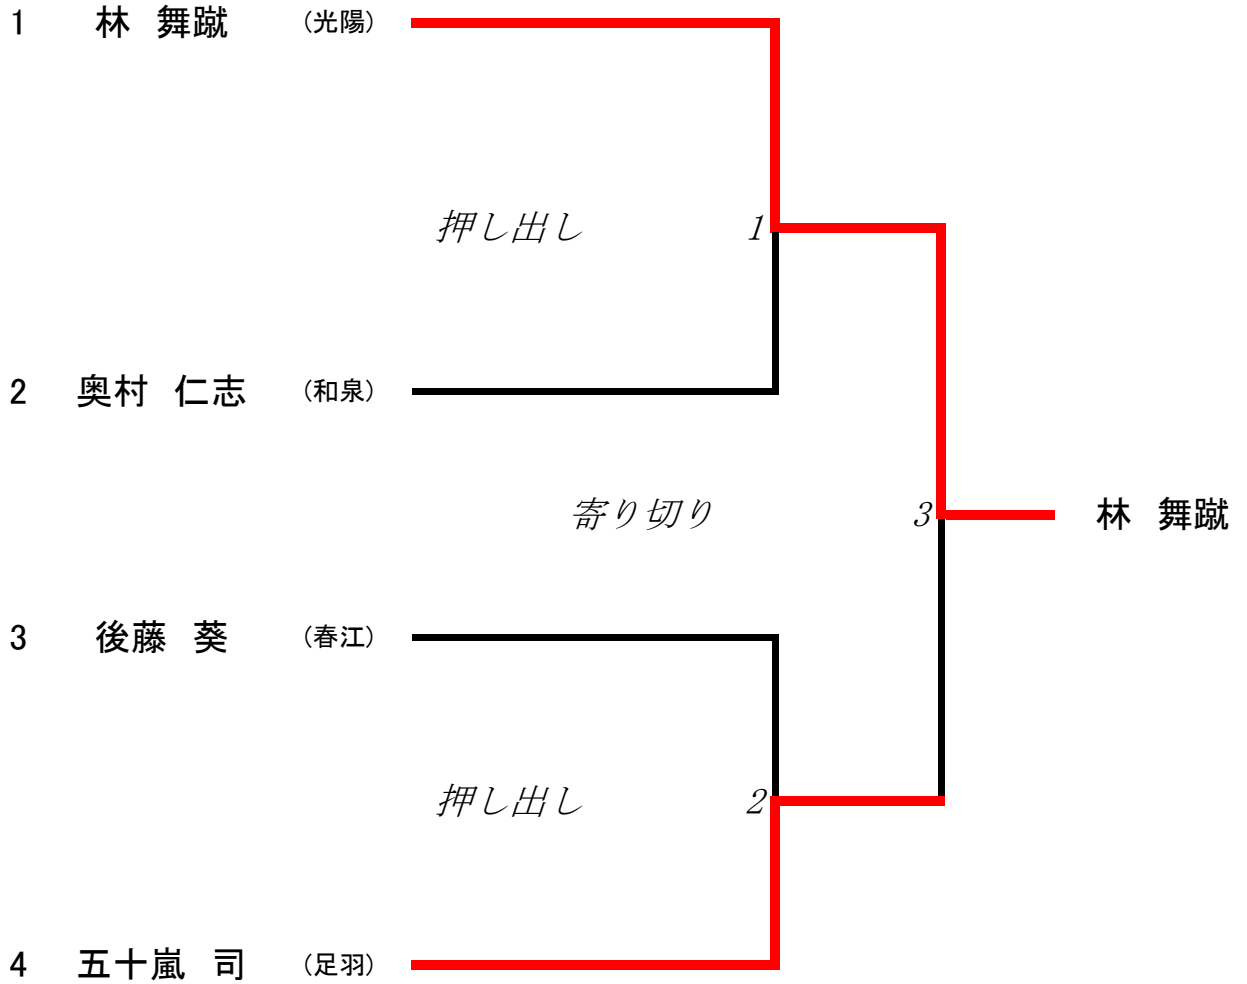 1 林 舞蹴 (光陽)
押し出し 1
2 奥村 仁志 (和泉)
寄り切り 3 林 舞蹴
3 後藤 葵 (春江)
押し出し 2
4 五十嵐 司 (足羽)